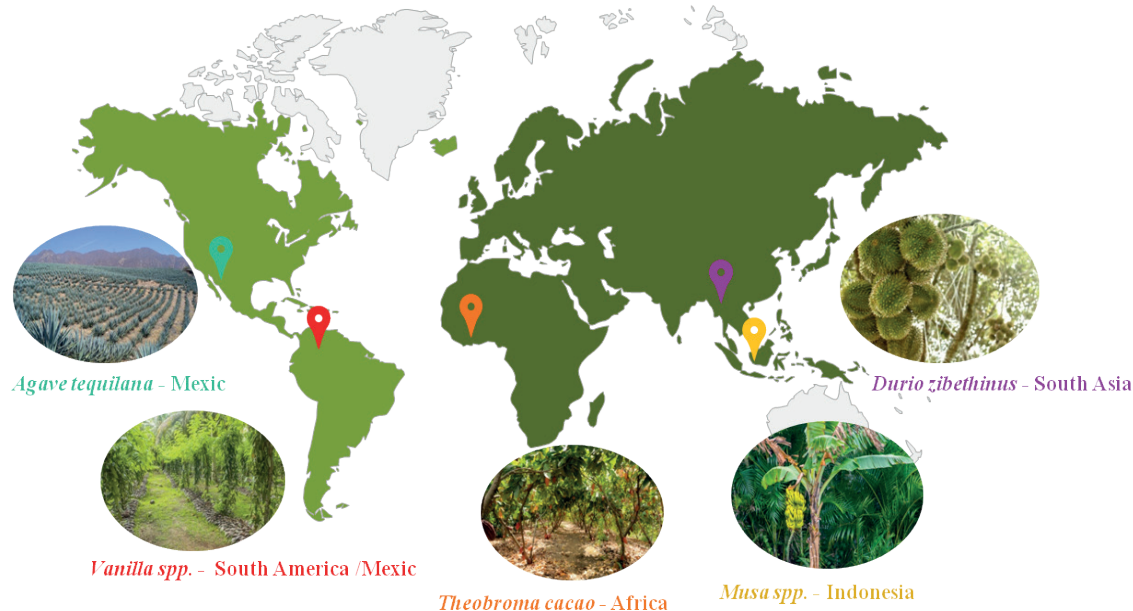 Agave tequilana - Mexic
Durio zibethinus - South Asia
Vanilla spp. - South America /Mexic
Musa spp. - Indonesia
Theobroma cacao - Africa